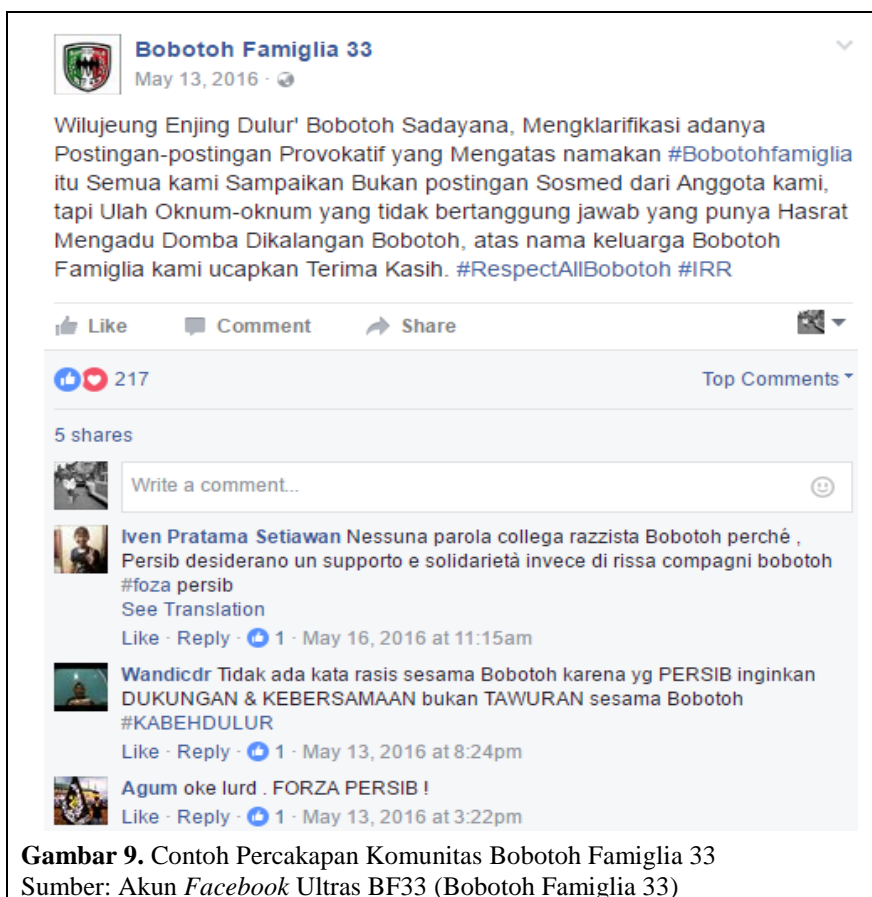 Bobotoh Famiglia 33
May 13, 2016 ·
Wilujeung Enjing Dulur' Bobotoh Sadayana, Mengklarifikasi adanya
Postingan-postingan Provokatif yang Mengatas namakan #Bobotohfamiglia
itu Semua kami Sampaikan Bukan postingan Sosmed dari Anggota kami,
tapi Ulah Oknum-oknum yang tidak bertanggung jawab yang punya Hasrat
Mengadu Domba Dikalangan Bobotoh, atas nama keluarga Bobotoh
Famiglia kami ucapkan Terima Kasih. #RespectAllBobotoh #IRR
Like Comment Share
217 Top Comments
5 shares
Write a comment...
Iven Pratama Setiawan Nessuna parola collega razzista Bobotoh perché ,
Persib desiderano un supporto e solidarietà invece di rissa compagni bobotoh
#foza persib
See Translation
Like · Reply · 1 · May 16, 2016 at 11:15am
Wandicdr Tidak ada kata rasis sesama Bobotoh karena yg PERSIB inginkan
DUKUNGAN & KEBERSAMAAN bukan TAWURAN sesama Bobotoh
#KABEHDULUR
Like · Reply · 1 · May 13, 2016 at 8:24pm
Agum oke lurd . FORZA PERSIB !
Like · Reply · 1 · May 13, 2016 at 3:22pm
Gambar 9. Contoh Percakapan Komunitas Bobotoh Famiglia 33
Sumber: Akun Facebook Ultras BF33 (Bobotoh Famiglia 33)